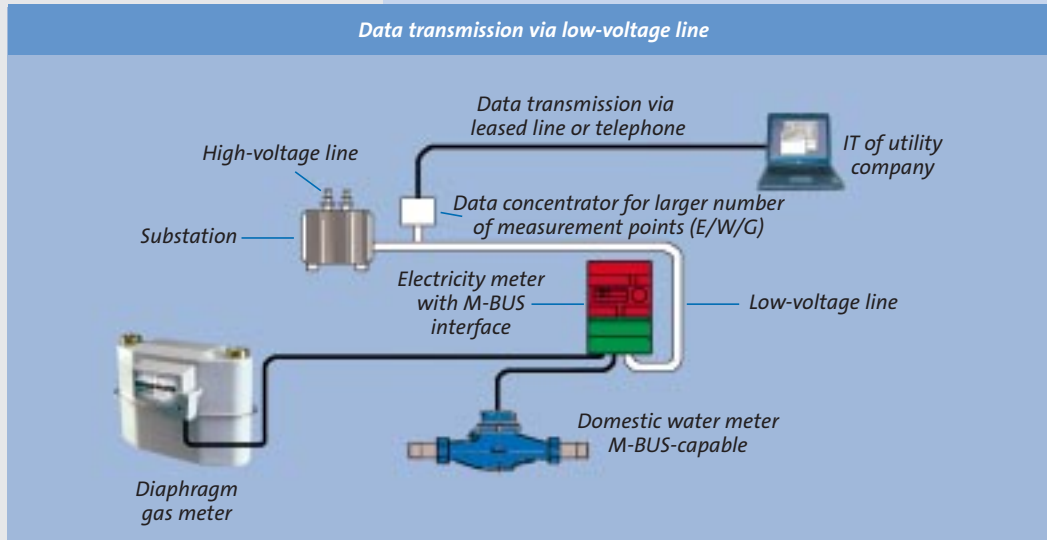 Data transmission via low-voltage line
Data transmission via
leased line or telephone
IT of utility
company
High-voltage line
Data concentrator for larger number
of measurement points (E/W/G)
Substation
Electricity meter
with M-BUS
interface
Low-voltage line
Domestic water meter
M-BUS-capable
Diaphragm
gas meter